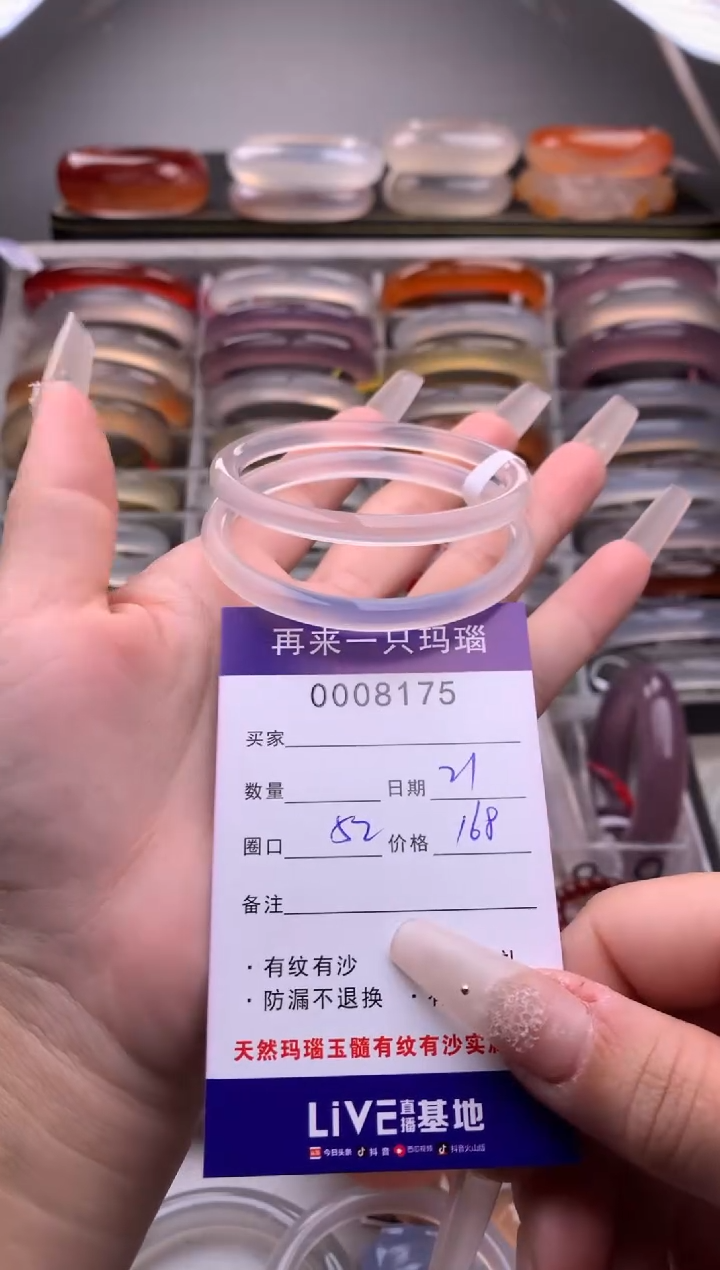 再来一只玛瑙
0008175
买家
数量 日期 21
圈口 52 价格 168
备注
· 有纹有沙
· 防漏不退换 ·
天然玛瑙玉髓有纹有沙实
LiVE直播基地
今日头条 抖音 西瓜视频 抖音火山版